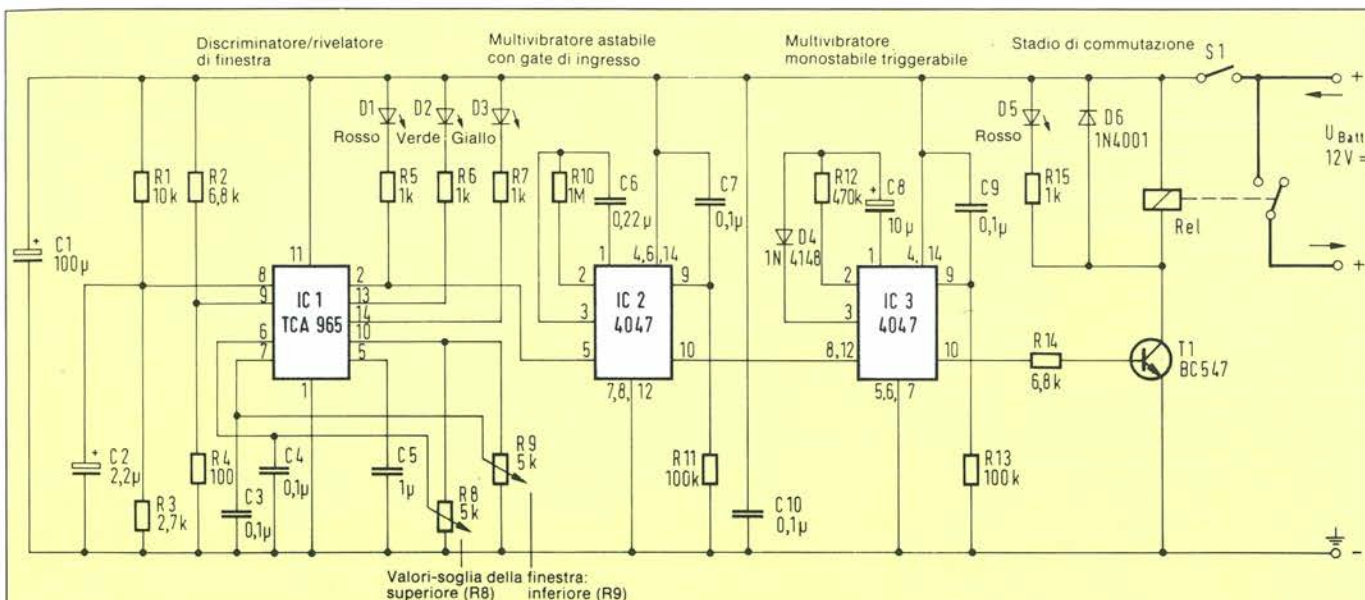 Discriminatore/rivelatore
di finestra
Multivibratore astabile
con gate di ingresso
Multivibratore
monostabile triggerabile
Stadio di commutazione
S1
+
D1
Rosso
D2
Verde
D3
Giallo
D5
Rosso
D6
1N4001
U Batt
12V =
R1
10k
R2
6,8k
R5
1k
R6
1k
R7
1k
R10
1M
C6
0,22µ
C7
0,1µ
R12
470k
+
C8
10µ
C9
0,1µ
R15
1k
Rel
+
C1
100µ
D4
1N 4148
+
11
8
9
6
7
2
13
14
10
5
1
IC 1
TCA 965
1
4,6,14
2
9
3
5
10
7,8,12
IC 2
4047
1
4, 14
2
9
3
8,12
10
5,6, 7
IC 3
4047
R14
6,8k
T1
BC547
+
C2
2,2µ
R3
2,7k
R4
100
C3
0,1µ
C4
0,1µ
C5
1µ
R8
5k
R9
5k
R11
100k
C10
0,1µ
R13
100k
-
Valori-soglia della finestra:
superiore (R8) inferiore (R9)